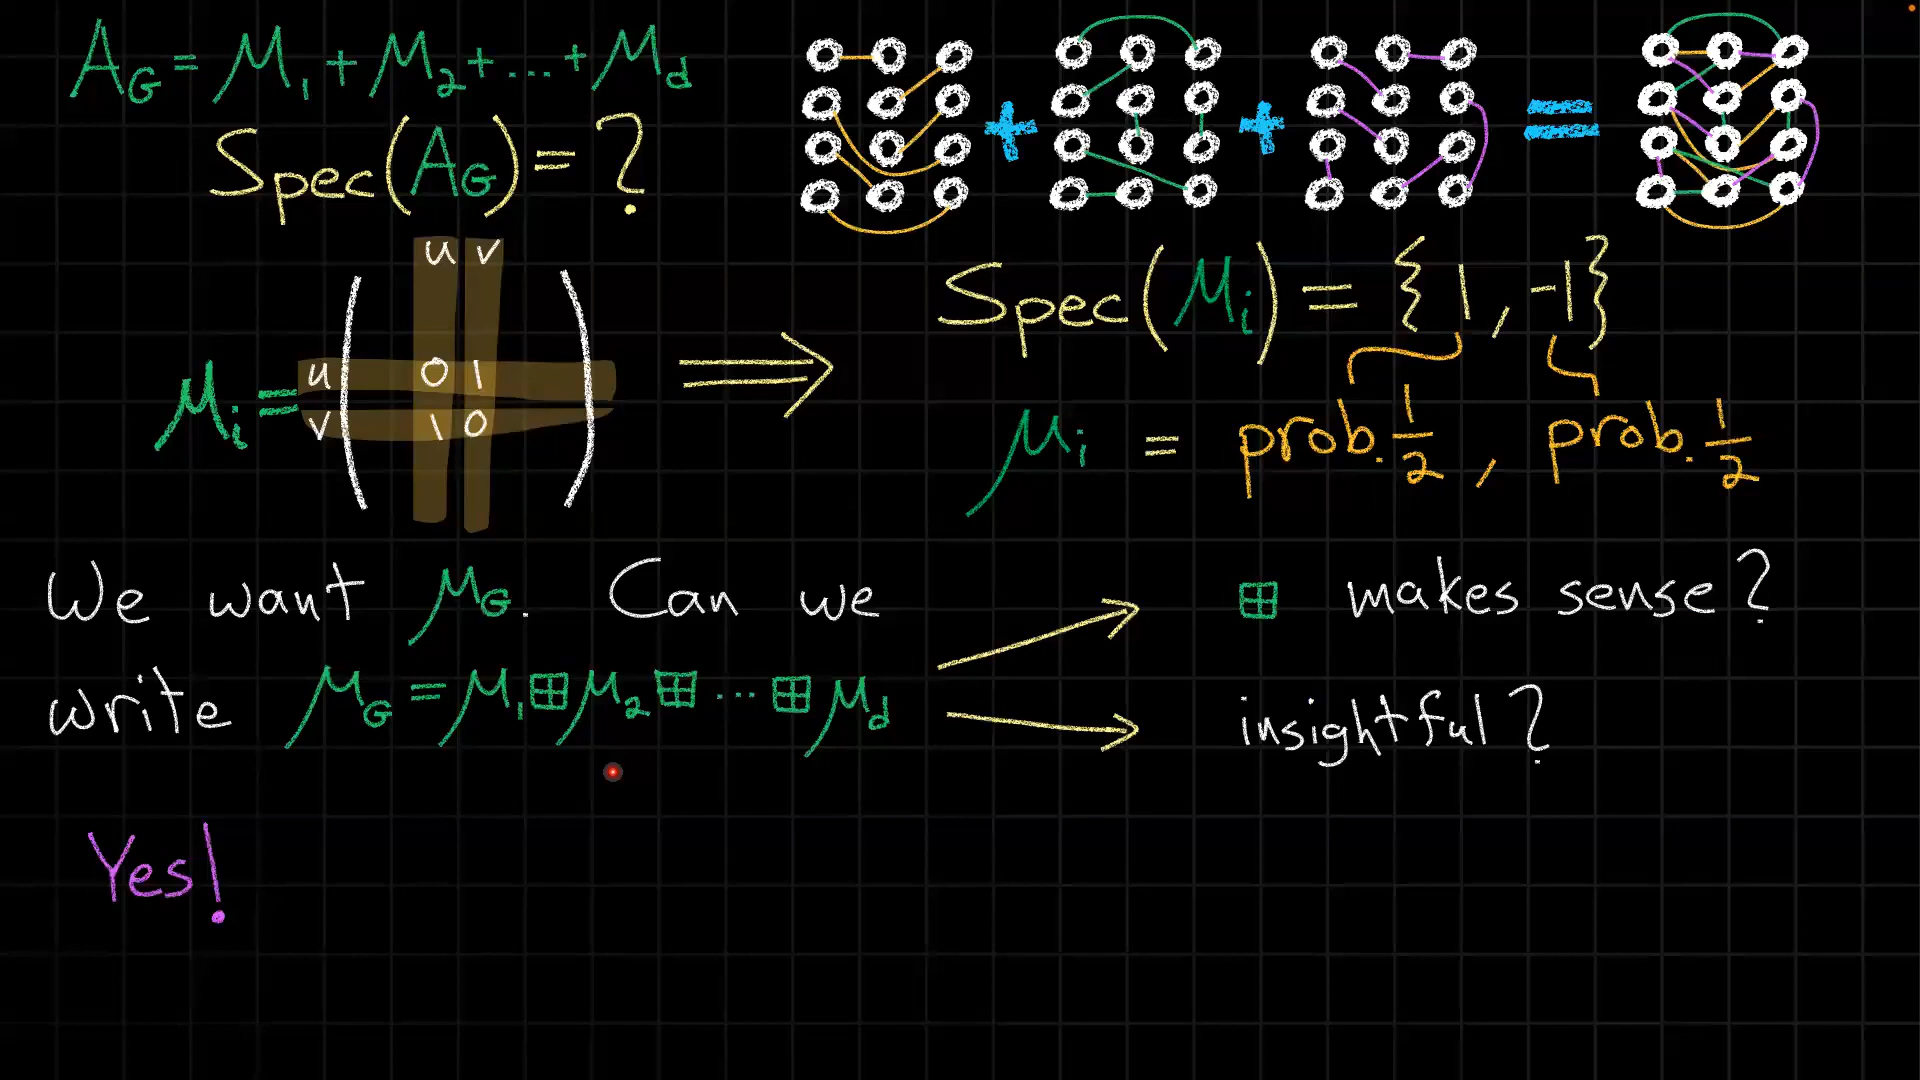 A_G = M_1 + M_2 + ... + M_d
Spec(A_G) = ?
+ + =
u v
M_i = u ( 0 1 )
v ( 1 0 )
⟹ Spec(M_i) = {1, -1}
μ_i = prob. 1/2, prob. 1/2
We want μ_G. Can we
write μ_G = μ_1 ⊞ μ_2 ⊞ ... ⊞ μ_d
⊞ makes sense?
insightful?
Yes!